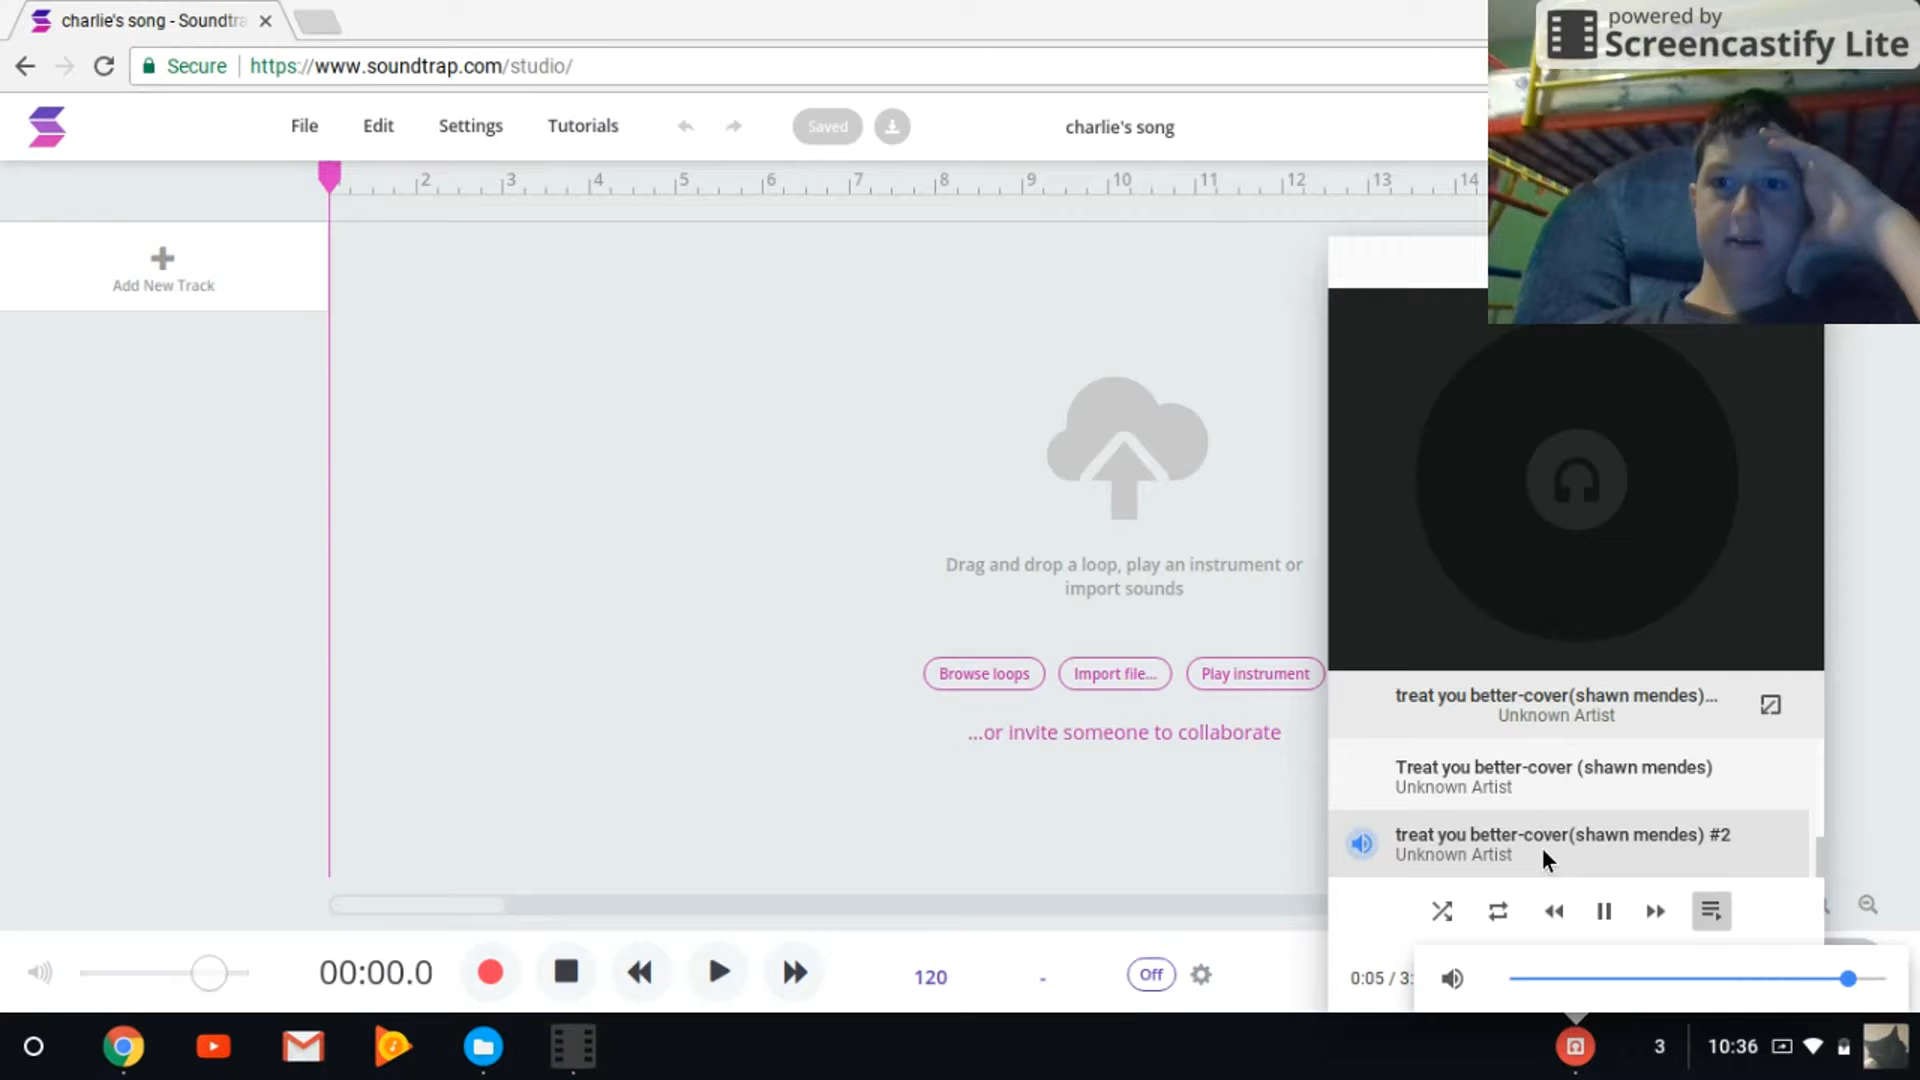 charlie's song - Soundtra
powered by
Screencastify Lite
Secure https://www.soundtrap.com/studio/
File Edit Settings Tutorials Saved charlie's song
2 3 4 5 6 7 8 9 10 11 12 13 14
Add New Track
Drag and drop a loop, play an instrument or
import sounds
Browse loops Import file... Play instrument
...or invite someone to collaborate
treat you better-cover(shawn mendes)...
Unknown Artist
Treat you better-cover (shawn mendes)
Unknown Artist
treat you better-cover(shawn mendes) #2
Unknown Artist
00:00.0 120 - Off 0:05 / 3:
3 10:36